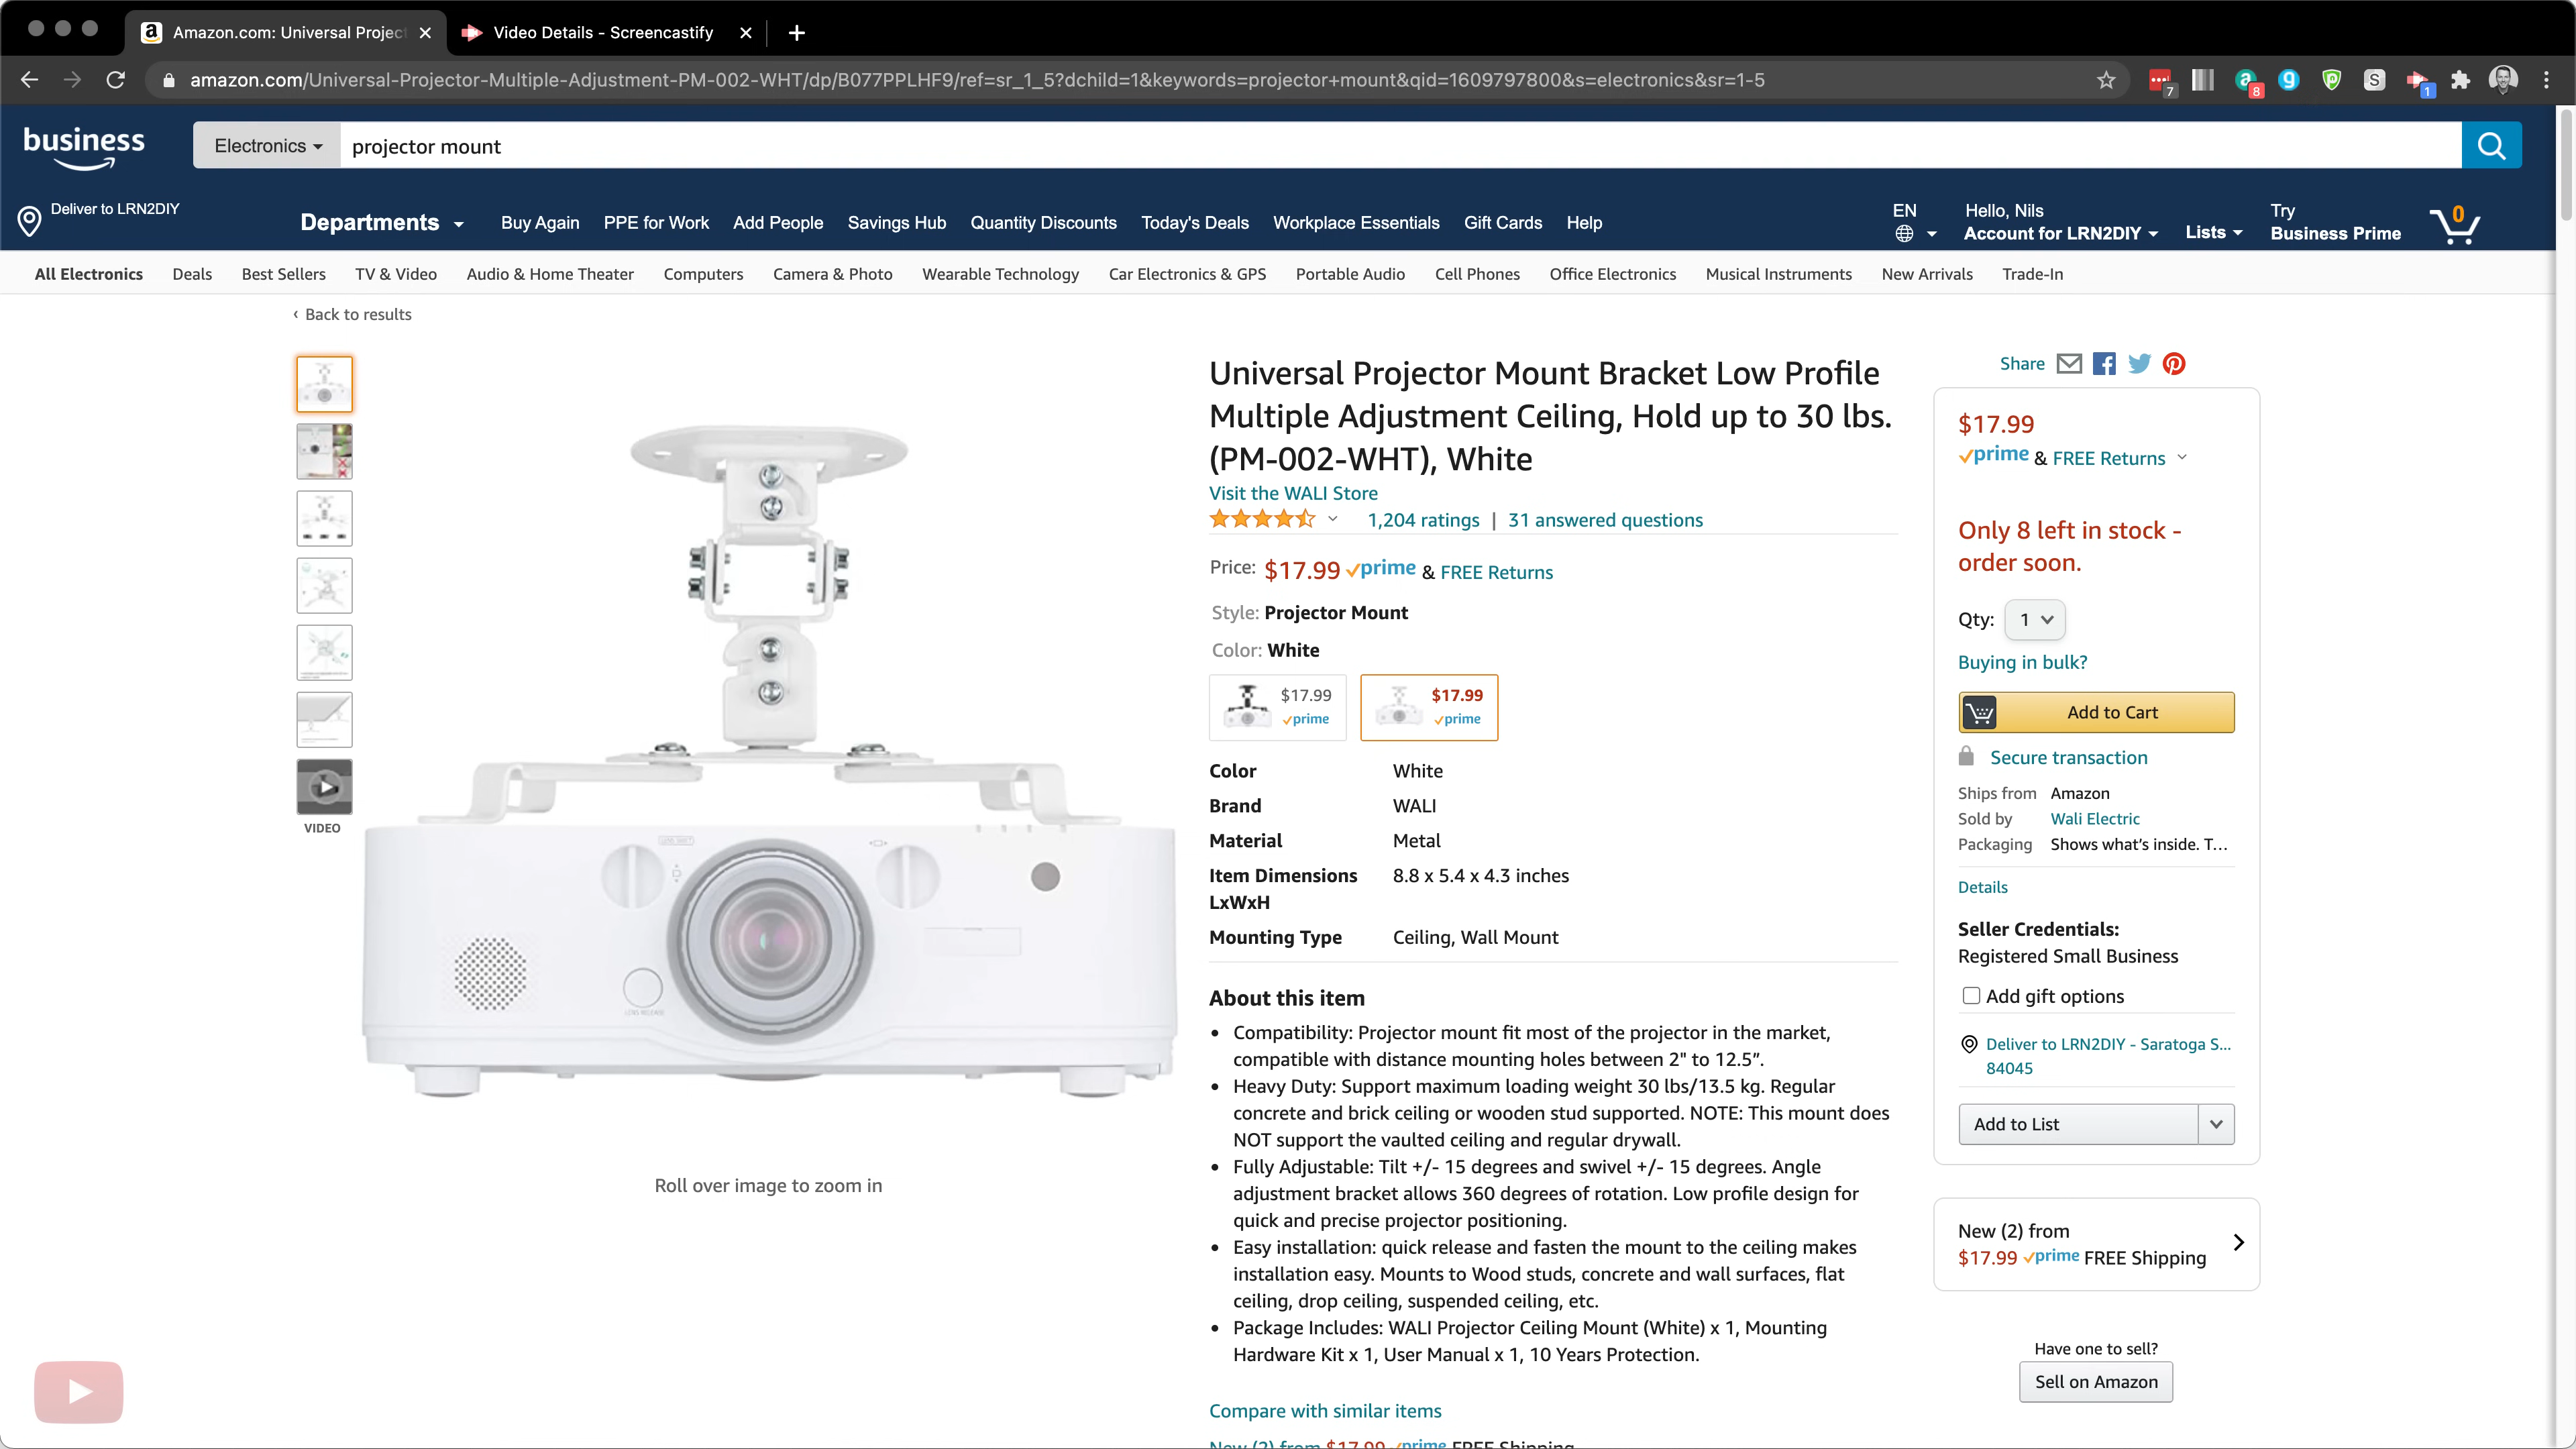 Amazon.com: Universal Project
Video Details - Screencastify
amazon.com/Universal-Projector-Multiple-Adjustment-PM-002-WHT/dp/B077PPLHF9/ref=sr_1_5?dchild=1&keywords=projector+mount&qid=1609797800&s=electronics&sr=1-5
7
8
1
business
Electronics
projector mount
Deliver to LRN2DIY
Departments
Buy Again
PPE for Work
Add People
Savings Hub
Quantity Discounts
Today's Deals
Workplace Essentials
Gift Cards
Help
EN
Hello, Nils
Account for LRN2DIY
Lists
Try
Business Prime
0
All Electronics
Deals
Best Sellers
TV & Video
Audio & Home Theater
Computers
Camera & Photo
Wearable Technology
Car Electronics & GPS
Portable Audio
Cell Phones
Office Electronics
Musical Instruments
New Arrivals
Trade-In
‹ Back to results
VIDEO
LENS RELEASE
Roll over image to zoom in
Universal Projector Mount Bracket Low Profile
Multiple Adjustment Ceiling, Hold up to 30 lbs.
(PM-002-WHT), White
Visit the WALI Store
1,204 ratings | 31 answered questions
Price: $17.99 prime & FREE Returns
Style: Projector Mount
Color: White
$17.99
prime
$17.99
prime
Color White
Brand WALI
Material Metal
Item Dimensions 8.8 x 5.4 x 4.3 inches
LxWxH
Mounting Type Ceiling, Wall Mount
About this item
• Compatibility: Projector mount fit most of the projector in the market,
compatible with distance mounting holes between 2" to 12.5”.
• Heavy Duty: Support maximum loading weight 30 lbs/13.5 kg. Regular
concrete and brick ceiling or wooden stud supported. NOTE: This mount does
NOT support the vaulted ceiling and regular drywall.
• Fully Adjustable: Tilt +/- 15 degrees and swivel +/- 15 degrees. Angle
adjustment bracket allows 360 degrees of rotation. Low profile design for
quick and precise projector positioning.
• Easy installation: quick release and fasten the mount to the ceiling makes
installation easy. Mounts to Wood studs, concrete and wall surfaces, flat
ceiling, drop ceiling, suspended ceiling, etc.
• Package Includes: WALI Projector Ceiling Mount (White) x 1, Mounting
Hardware Kit x 1, User Manual x 1, 10 Years Protection.
Compare with similar items
New (2) from $17.99 prime FREE Shipping
Share
$17.99
prime & FREE Returns
Only 8 left in stock -
order soon.
Qty: 1
Buying in bulk?
Add to Cart
Secure transaction
Ships from Amazon
Sold by Wali Electric
Packaging Shows what’s inside. T...
Details
Seller Credentials:
Registered Small Business
Add gift options
Deliver to LRN2DIY - Saratoga S...
84045
Add to List
New (2) from
$17.99 prime FREE Shipping
Have one to sell?
Sell on Amazon